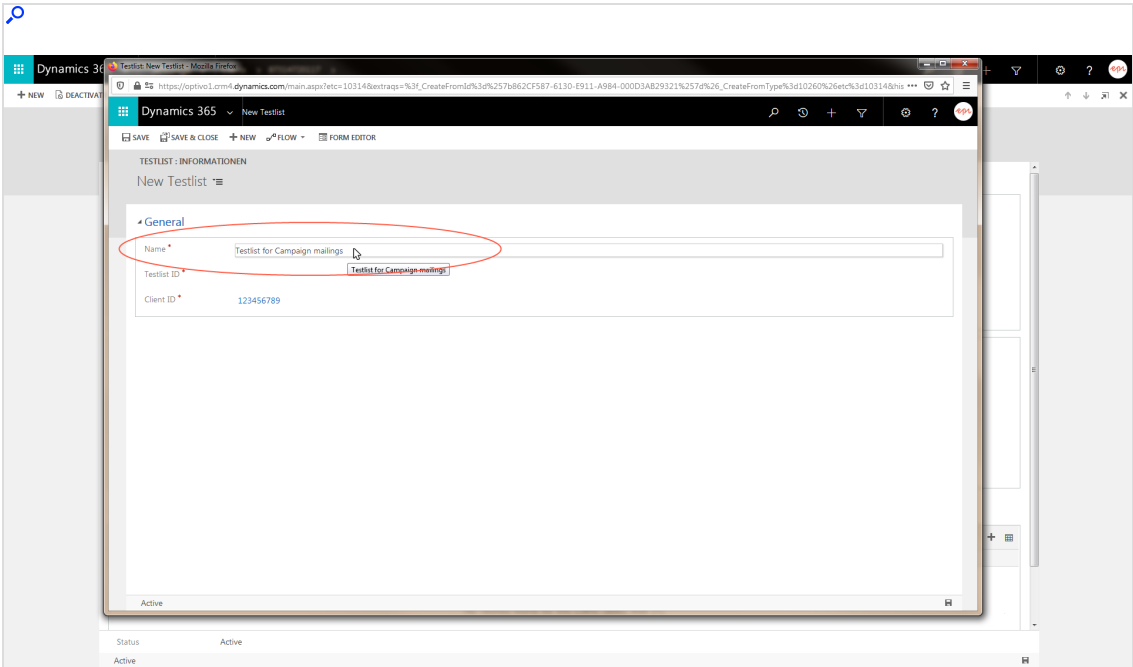 Dynamics 36
Testlist: New Testlist - Mozilla Firefox
+ NEW DEACTIVAT
https://optivo1.crm4.dynamics.com/main.aspx?etc=10314&extraqs=%3f_CreateFromId%3d%257b862CF587-6130-E911-A984-000D3AB29321%257d%26_CreateFromType%3d10260%26etc%3d10314&his
Dynamics 365 New Testlist
epi
SAVE SAVE & CLOSE + NEW FLOW FORM EDITOR
TESTLIST : INFORMATIONEN
New Testlist
General
Name * Testlist for Campaign mailings
Testlist for Campaign mailings
Testlist ID *
Client ID * 123456789
Active
Status Active
Active